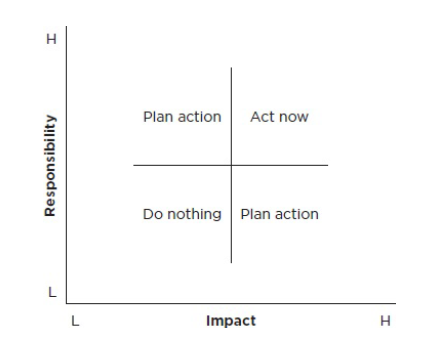 H
Plan action
Act now
Responsibility
Do nothing
Plan action
L
L
Impact
H